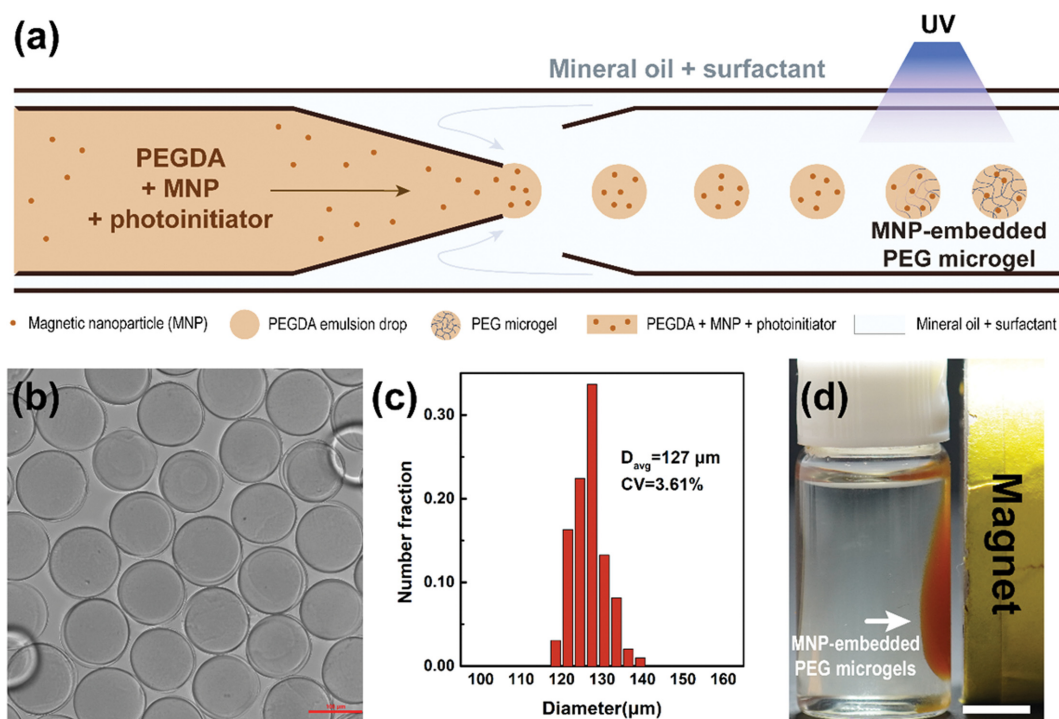 (a)
UV
Mineral oil + surfactant
PEGDA
+ MNP
+ photoinitiator
MNP-embedded
PEG microgel
Magnetic nanoparticle (MNP)
PEGDA emulsion drop
PEG microgel
PEGDA + MNP + photoinitiator
Mineral oil + surfactant
(b)
(c)
Number fraction
0.30
0.20
0.10
0.00
D_avg=127 μm
CV=3.61%
100
120
130
140
150
160
Diameter(μm)
(d)
MNP-embedded
PEG microgels
Magnet